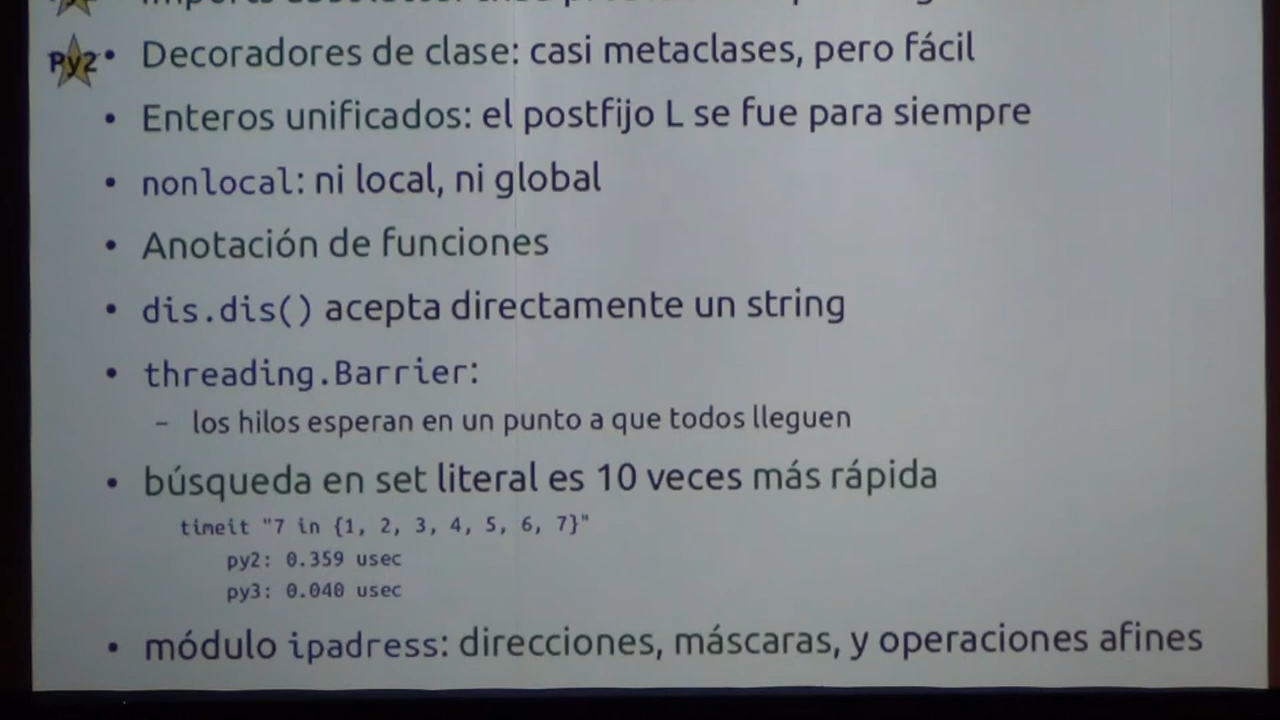 Py2
• Decoradores de clase: casi metaclases, pero fácil
• Enteros unificados: el postfijo L se fue para siempre
• nonlocal: ni local, ni global
• Anotación de funciones
• dis.dis() acepta directamente un string
• threading.Barrier:
– los hilos esperan en un punto a que todos lleguen
• búsqueda en set literal es 10 veces más rápida
timeit "7 in {1, 2, 3, 4, 5, 6, 7}"
py2: 0.359 usec
py3: 0.040 usec
• módulo ipadress: direcciones, máscaras, y operaciones afines